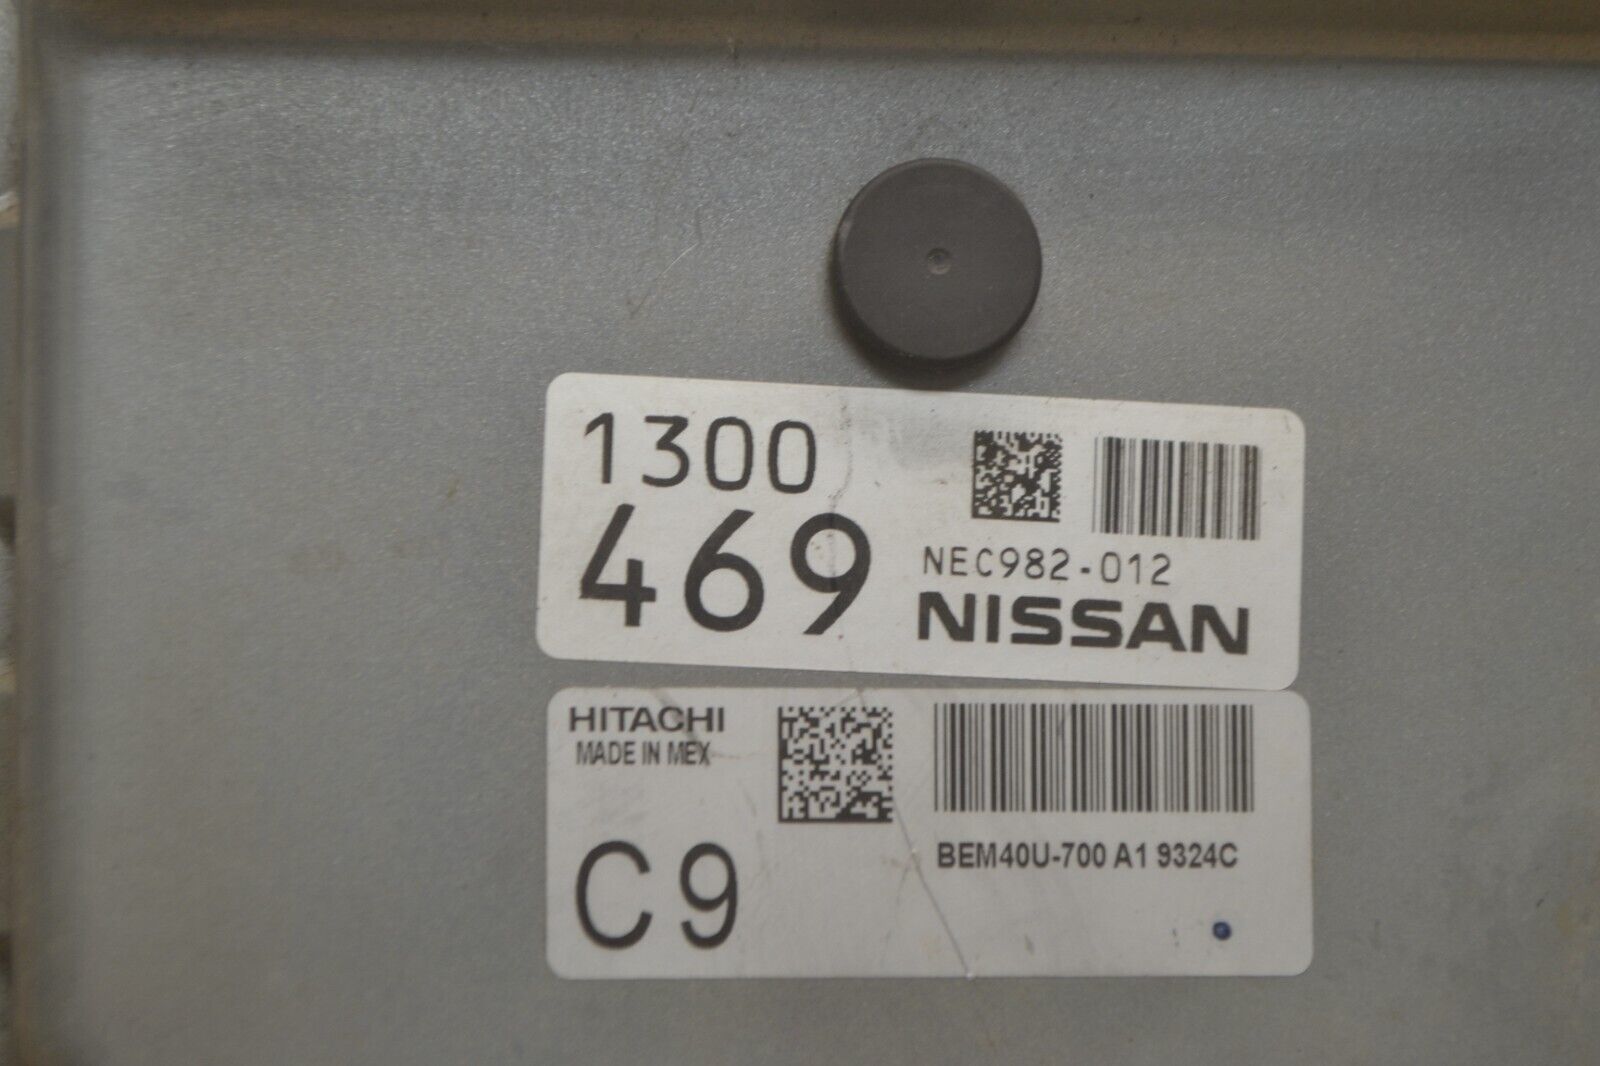 1300
469
NEC982-012
NISSAN
HITACHI
MADE IN MEX
C9
BEM40U-700 A1 9324C